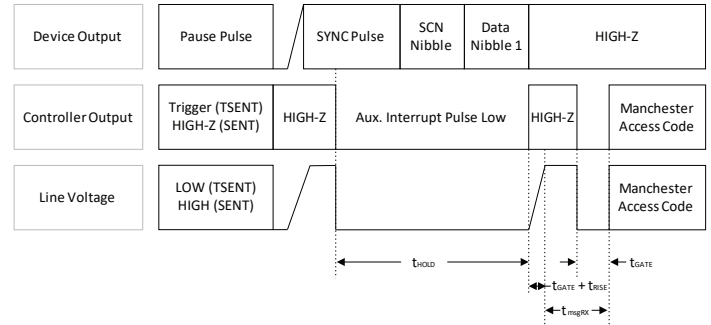 Device Output
Pause Pulse
SYNC Pulse
SCN
Nibble
Data
Nibble 1
HIGH-Z
Controller Output
Trigger (TSENT)
HIGH-Z (SENT)
HIGH-Z
Aux. Interrupt Pulse Low
HIGH-Z
Manchester
Access Code
Line Voltage
LOW (TSENT)
HIGH (SENT)
Manchester
Access Code
tHOLD
tGATE
tGATE + tRISE
tmsgRX